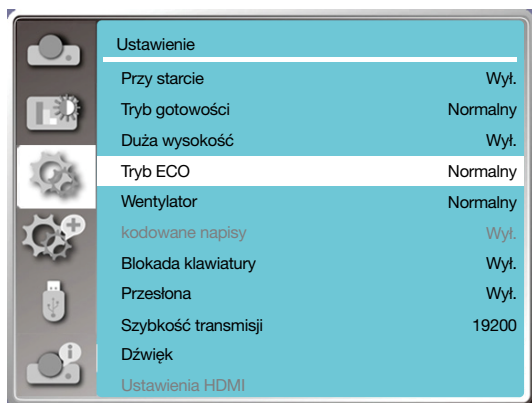 Ustawienie
Przy starcie Wył.
Tryb gotowości Normalny
Duża wysokość Wył.
Tryb ECO Normalny
Wentylator Normalny
kodowane napisy Wył.
Blokada klawiatury Wył.
Przesłona Wył.
Szybkość transmisji 19200
Dźwięk
Ustawienia HDMI